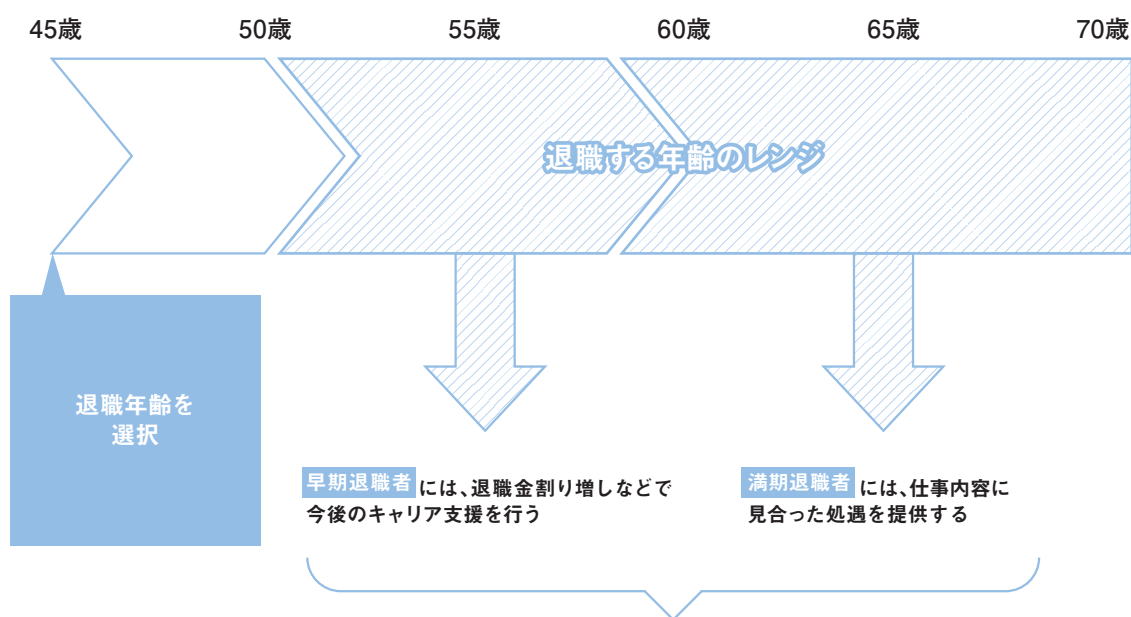 45歳 50歳 55歳 60歳 65歳 70歳
退職する年齢のレンジ
退職年齢を
選択
早期退職者 には、退職金割り増しなどで
今後のキャリア支援を行う
満期退職者 には、仕事内容に
見合った処遇を提供する